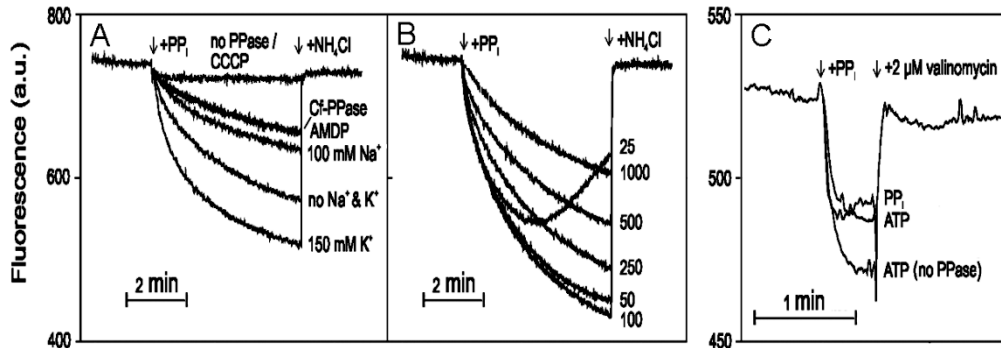 Fluorescence (a.u.)
800
600
400
A
+PPᵢ
no PPase /
CCCP
+NH₄Cl
Cf-PPase
AMDP
100 mM Na⁺
no Na⁺ & K⁺
150 mM K⁺
2 min
B
+PPᵢ
+NH₄Cl
25
1000
500
250
50
100
2 min
550
500
450
C
+PPᵢ
+2 μM valinomycin
PPᵢ
ATP
ATP (no PPase)
1 min